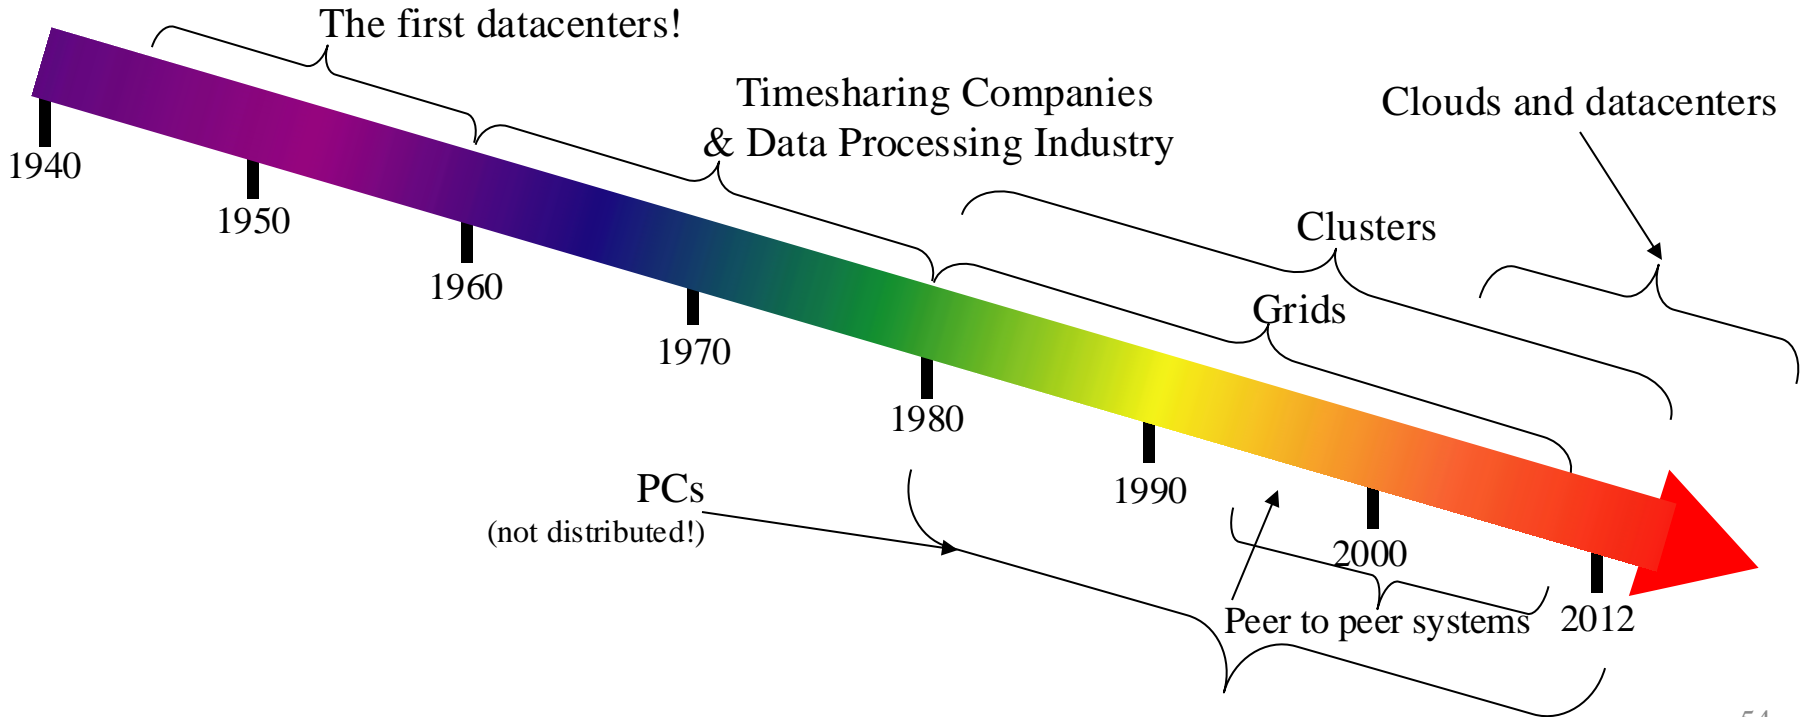 The first datacenters!
Timesharing Companies
& Data Processing Industry
Clouds and datacenters
Clusters
Grids
1940
1950
1960
1970
1980
1990
2000
2012
PCs
(not distributed!)
Peer to peer systems